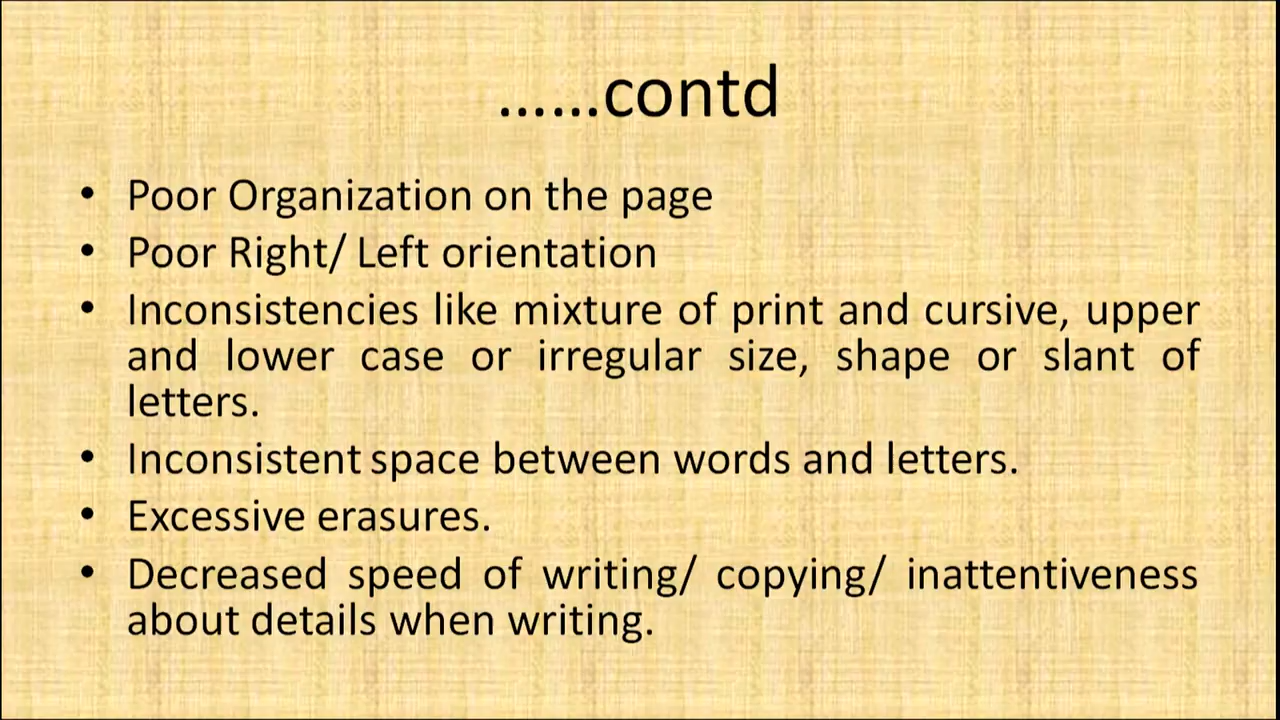 ......contd
• Poor Organization on the page
• Poor Right/ Left orientation
• Inconsistencies like mixture of print and cursive, upper
and lower case or irregular size, shape or slant of
letters.
• Inconsistent space between words and letters.
• Excessive erasures.
• Decreased speed of writing/ copying/ inattentiveness
about details when writing.